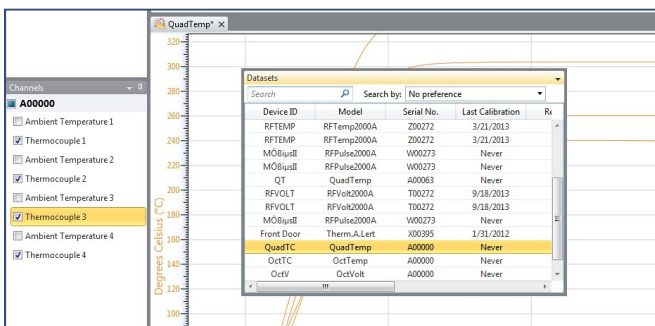 QuadTemp* X
Channels
A00000
Ambient Temperature 1
Thermocouple 1
Ambient Temperature 2
Thermocouple 2
Ambient Temperature 3
Thermocouple 3
Ambient Temperature 4
Thermocouple 4
Degrees Celsius (°C)
320
300
280
260
240
220
200
180
160
140
120
100
Datasets
Search Search by: No preference
Device ID Model Serial No. Last Calibration Re
RFTEMP RFTemp2000A Z00272 3/21/2013
RFTEMP RFTemp2000A Z00272 3/21/2013
MÖßiµsII RFPulse2000A W00273 Never
MÖßiµsII RFPulse2000A W00273 Never
QT QuadTemp A00063 Never
RFVOLT RFVolt2000A T00272 9/18/2013
RFVOLT RFVolt2000A T00272 9/18/2013
MÖßiµsII RFPulse2000A W00273 Never
Front Door Therm.A.Lert X00395 1/31/2012
QuadTC QuadTemp A00000 Never
OctTC OctTemp A00000 Never
OctV OctVolt A00000 Never